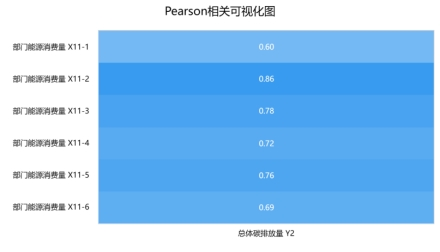 Pearson相关可视化图
部门能源消费量 X11-1
0.60
部门能源消费量 X11-2
0.86
部门能源消费量 X11-3
0.78
部门能源消费量 X11-4
0.72
部门能源消费量 X11-5
0.76
部门能源消费量 X11-6
0.69
总体碳排放量 Y2